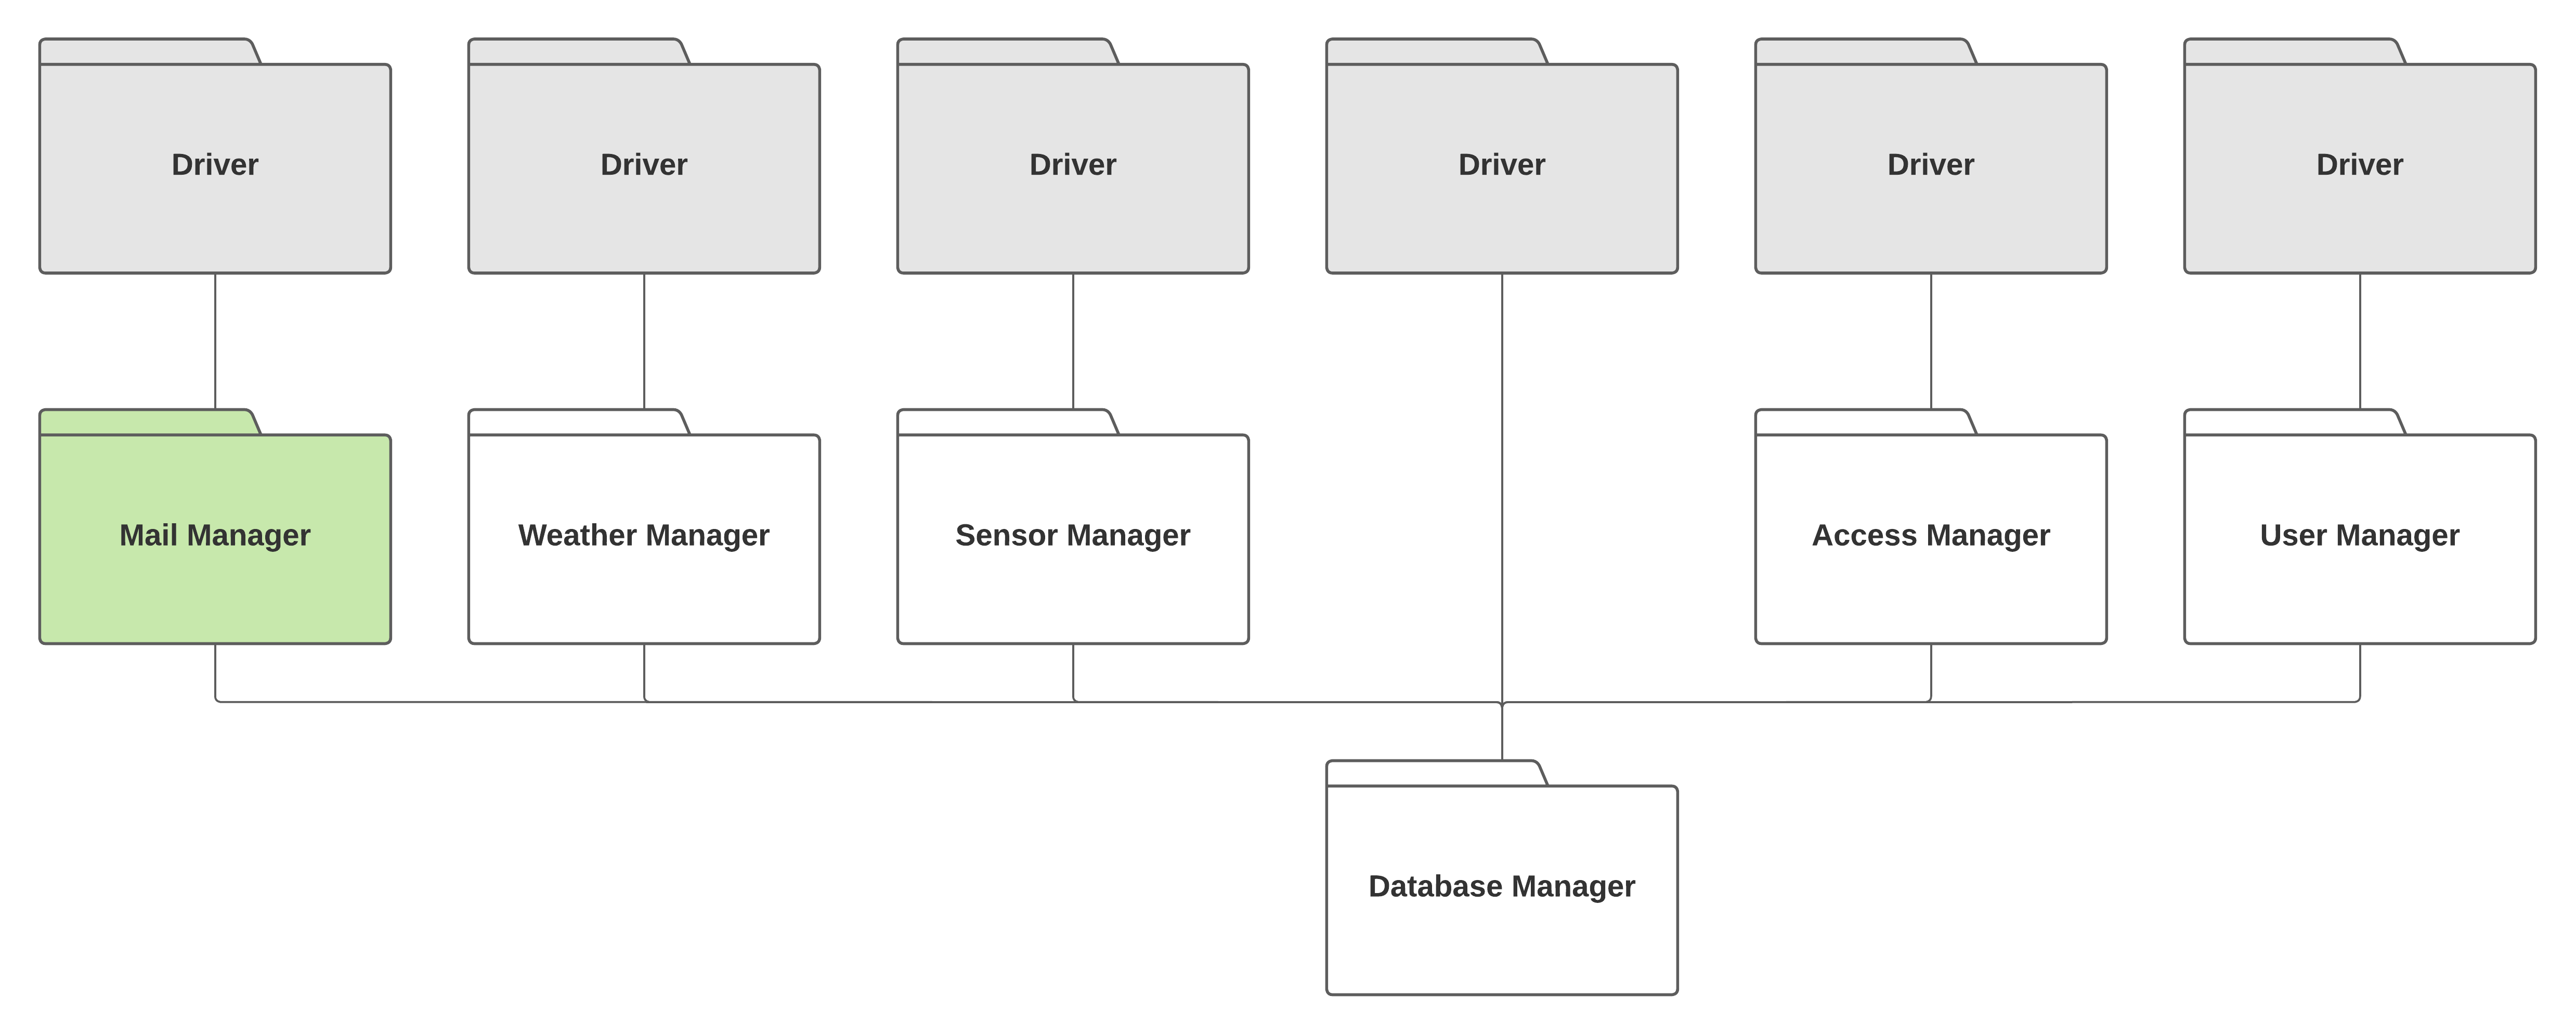 Driver
Driver
Driver
Driver
Driver
Driver
Mail Manager
Weather Manager
Sensor Manager
Access Manager
User Manager
Database Manager